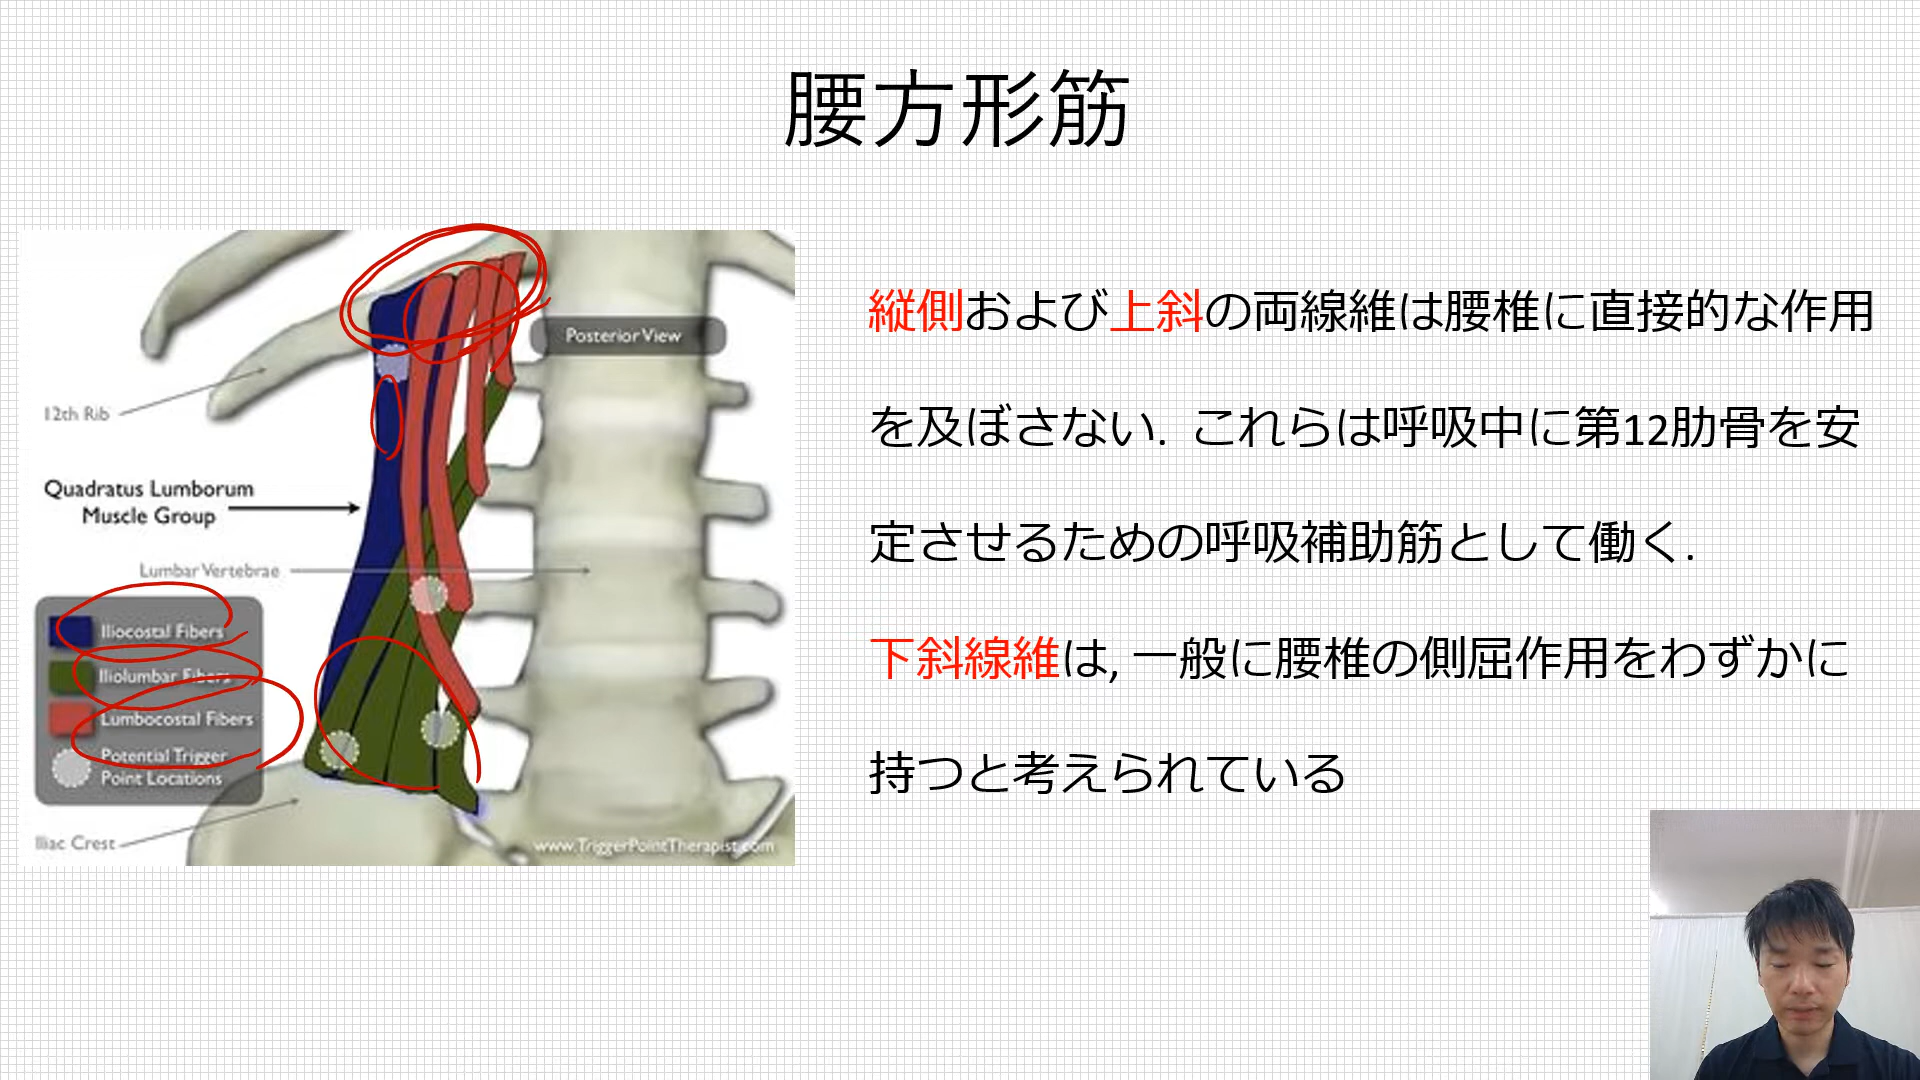 腰方形筋
Posterior View
12th Rib
Quadratus Lumborum
Muscle Group
Lumbar Vertebrae
Iliocostal Fibers
Iliolumbar Fibers
Lumbocostal Fibers
Potential Trigger
Point Locations
Iliac Crest
www.TriggerPointTherapist.com
縦側および上斜の両線維は腰椎に直接的な作用
を及ぼさない. これらは呼吸中に第12肋骨を安
定させるための呼吸補助筋として働く.
下斜線維は, 一般に腰椎の側屈作用をわずかに
持つと考えられている